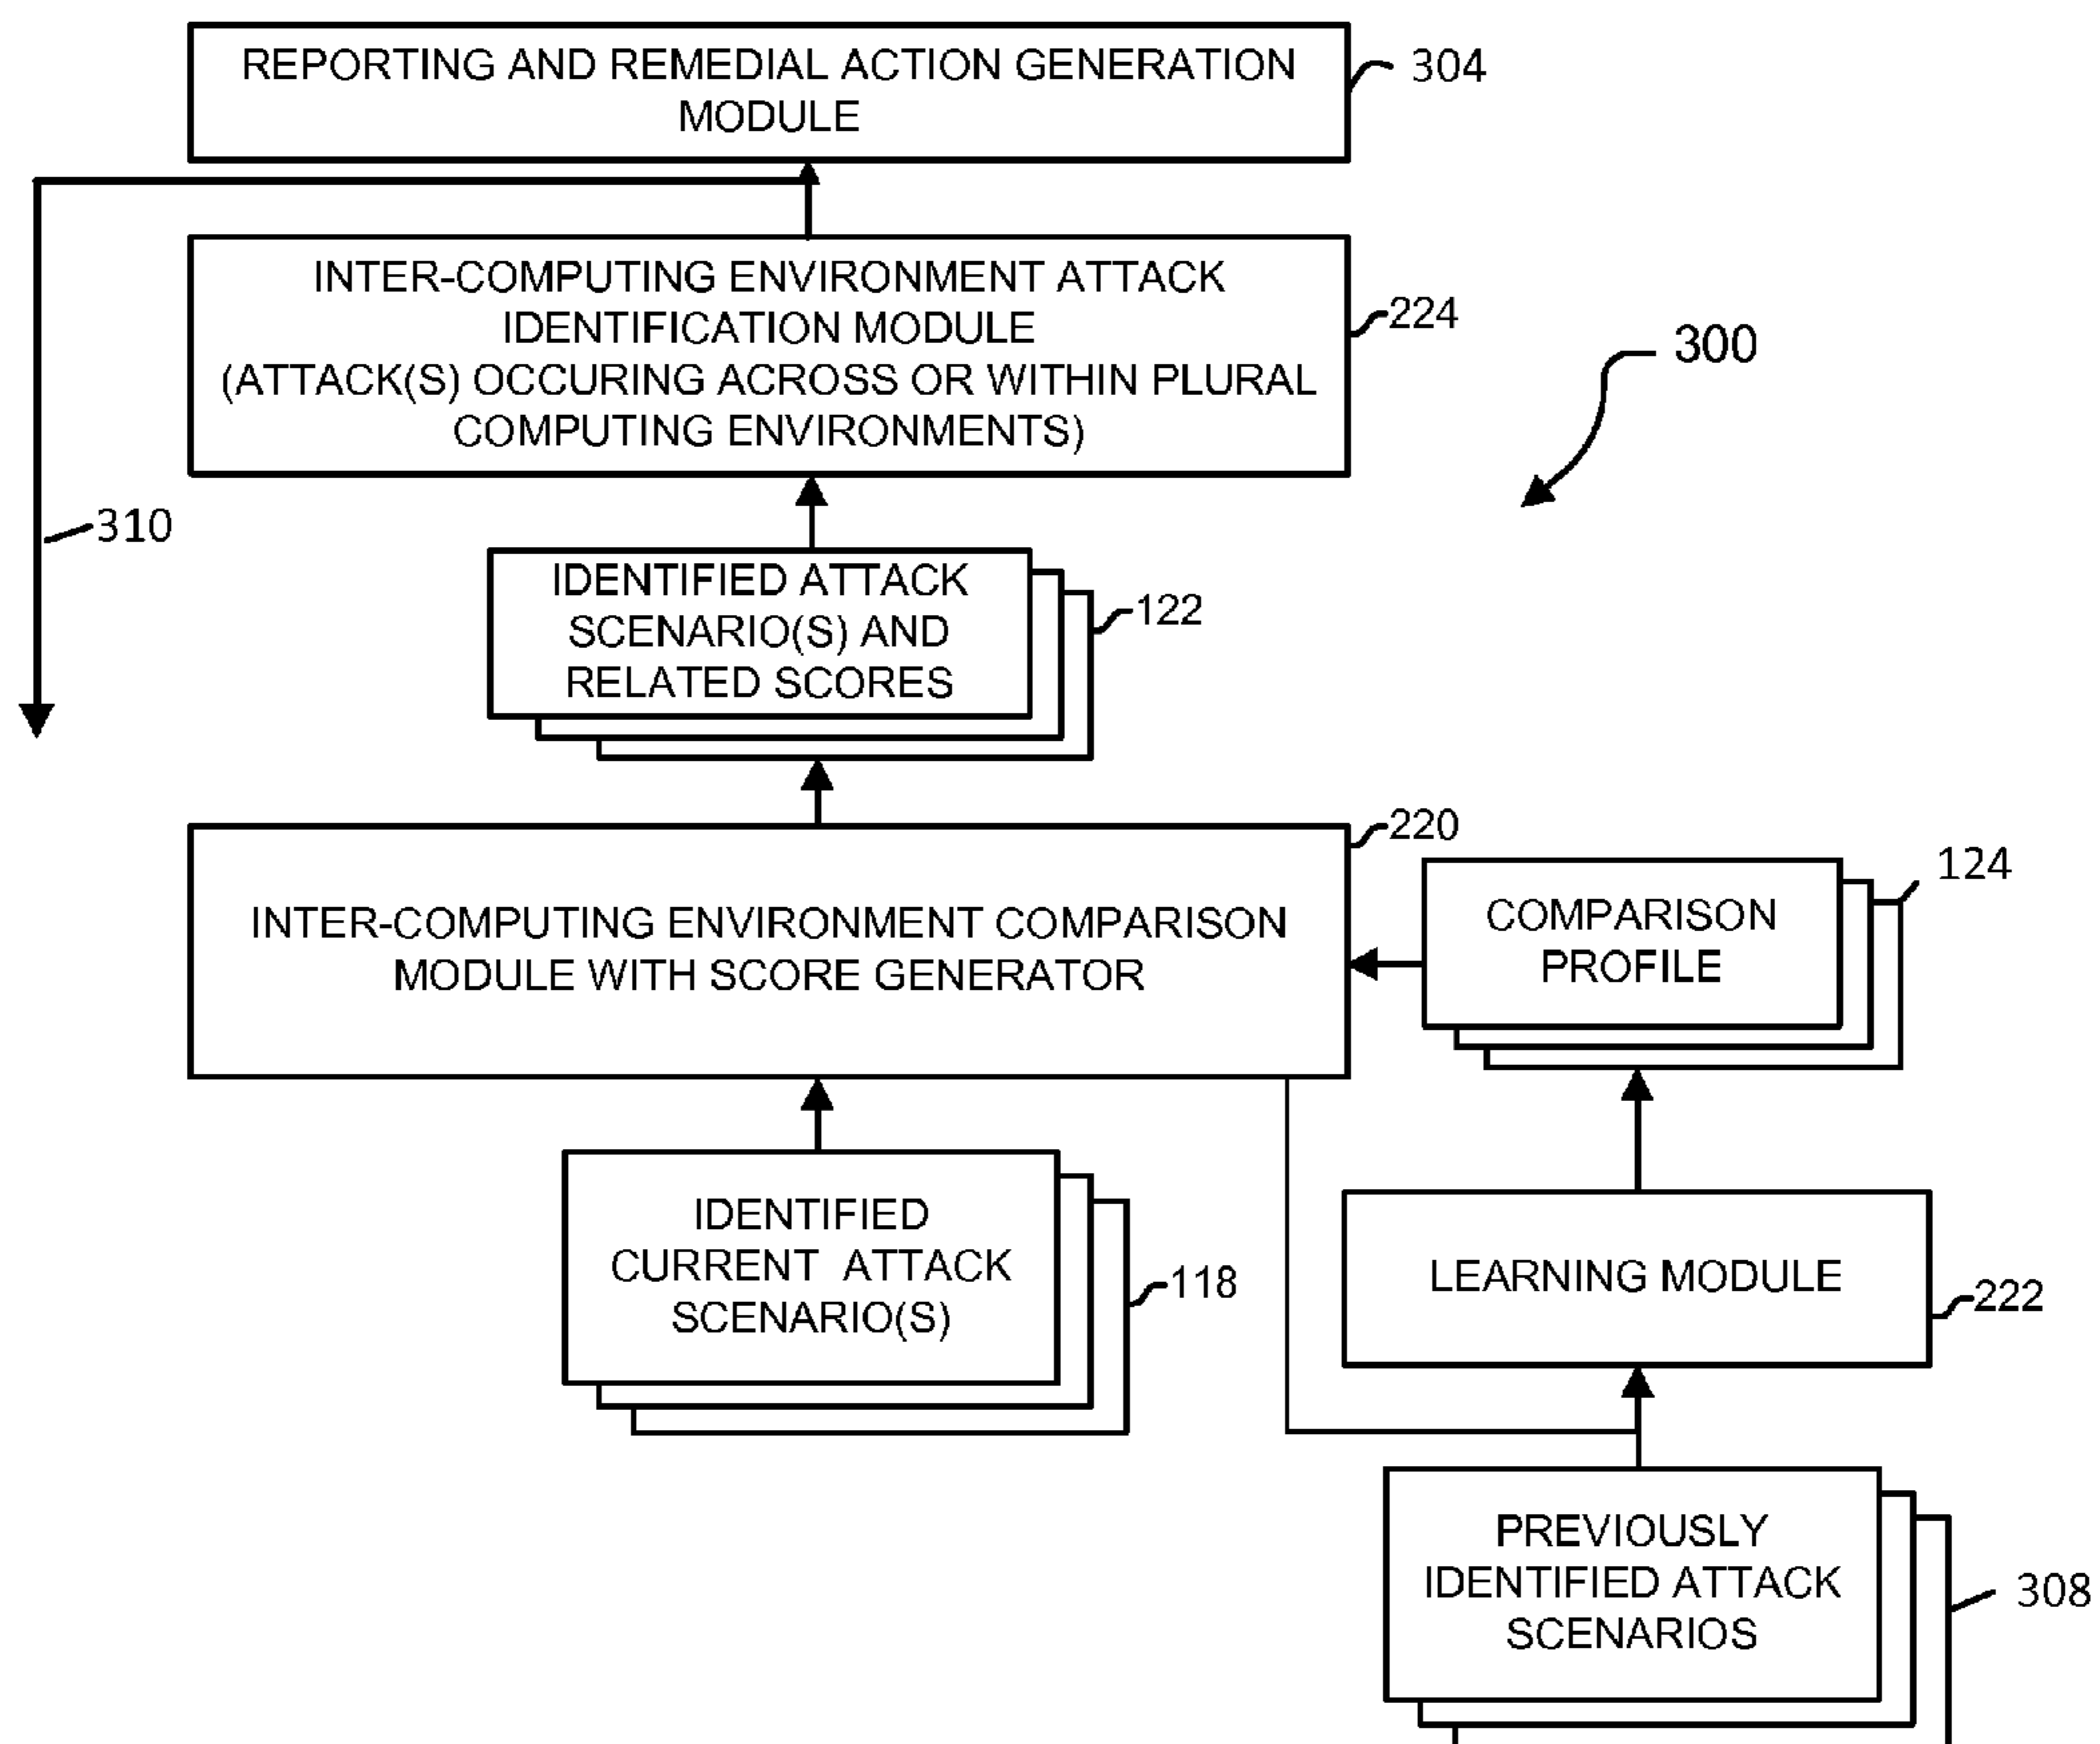 REPORTING AND REMEDIAL ACTION GENERATION
MODULE
304
INTER-COMPUTING ENVIRONMENT ATTACK
IDENTIFICATION MODULE
(ATTACK(S) OCCURING ACROSS OR WITHIN PLURAL
COMPUTING ENVIRONMENTS)
224
300
310
IDENTIFIED ATTACK
SCENARIO(S) AND
RELATED SCORES
122
220
INTER-COMPUTING ENVIRONMENT COMPARISON
MODULE WITH SCORE GENERATOR
124
COMPARISON
PROFILE
IDENTIFIED
CURRENT ATTACK
SCENARIO(S)
118
LEARNING MODULE
222
PREVIOUSLY
IDENTIFIED ATTACK
SCENARIOS
308